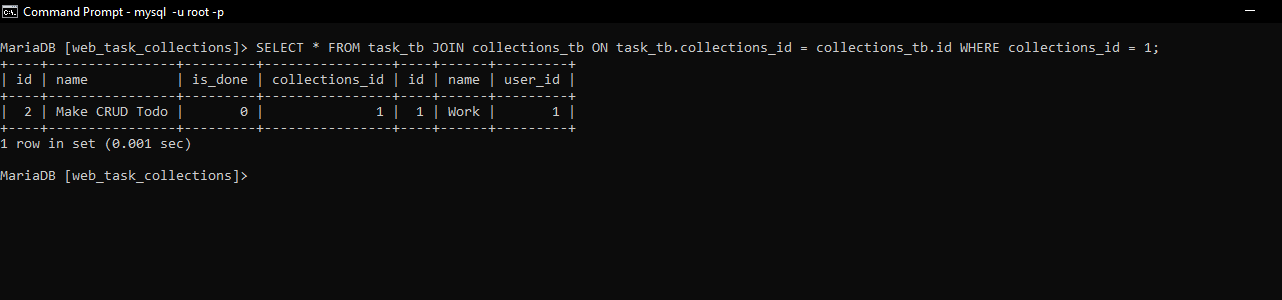 Command Prompt - mysql  -u root -p
MariaDB [web_task_collections]> SELECT * FROM task_tb JOIN collections_tb ON task_tb.collections_id = collections_tb.id WHERE collections_id = 1;
+----+----------------+---------+----------------+----+------+---------+
| id | name           | is_done | collections_id | id | name | user_id |
+----+----------------+---------+----------------+----+------+---------+
|  2 | Make CRUD Todo |       0 |              1 |  1 | Work |       1 |
+----+----------------+---------+----------------+----+------+---------+
1 row in set (0.001 sec)
MariaDB [web_task_collections]>